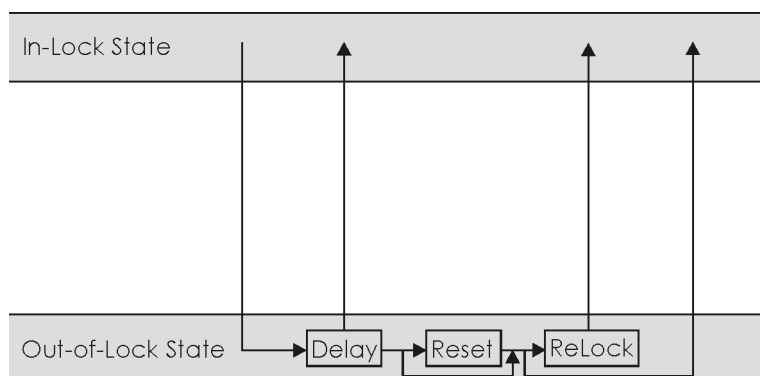 In-Lock State
Out-of-Lock State
Delay
Reset
ReLock